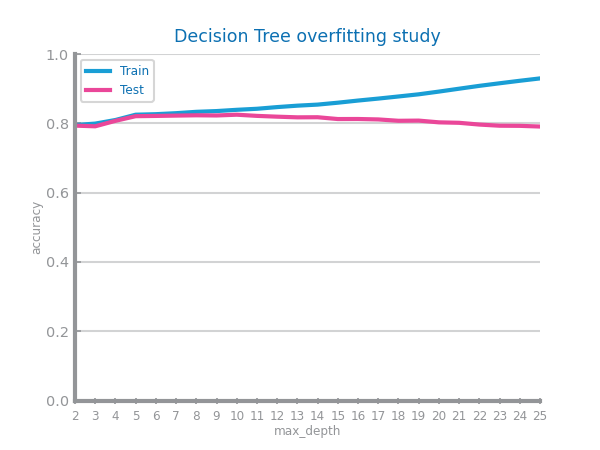 Decision Tree overfitting study
1.0
Train
Test
0.8
0.6
accuracy
0.4
0.2
0.0
2 3 4 5 6 7 8 9 10 11 12 13 14 15 16 17 18 19 20 21 22 23 24 25
max_depth